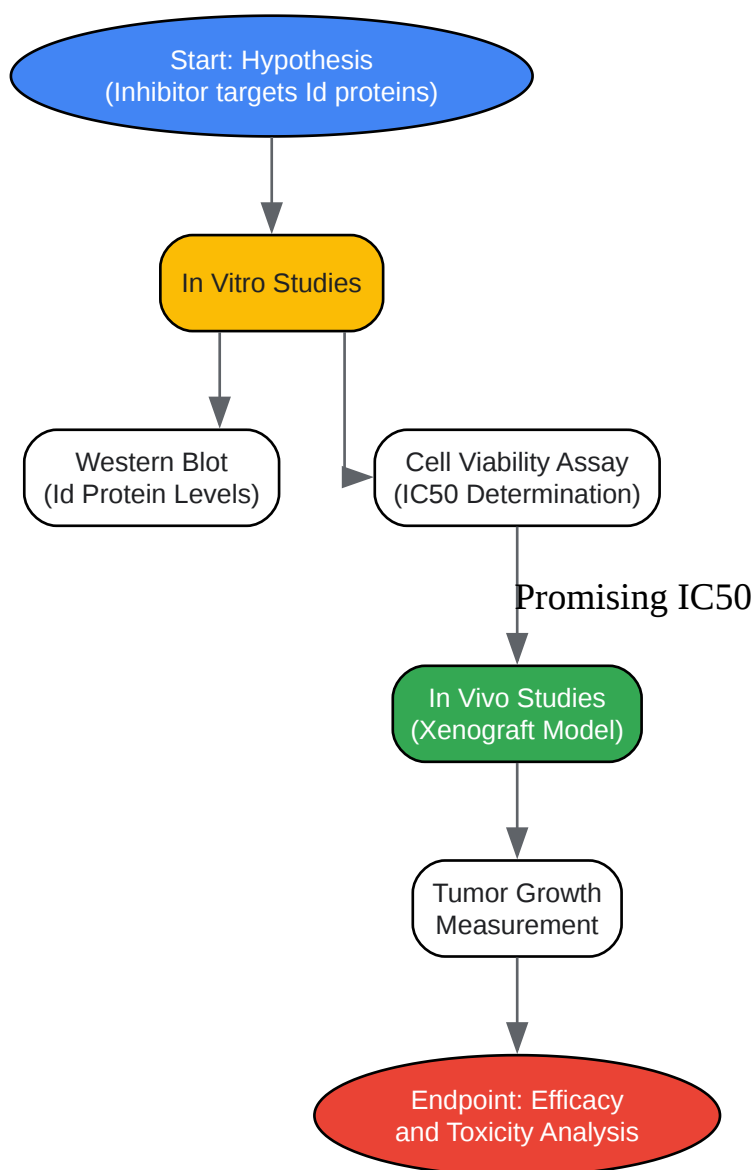 Start: Hypothesis
(Inhibitor targets Id proteins)
In Vitro Studies
Western Blot
(Id Protein Levels)
Cell Viability Assay
(IC50 Determination)
Promising IC50
In Vivo Studies
(Xenograft Model)
Tumor Growth
Measurement
Endpoint: Efficacy
and Toxicity Analysis